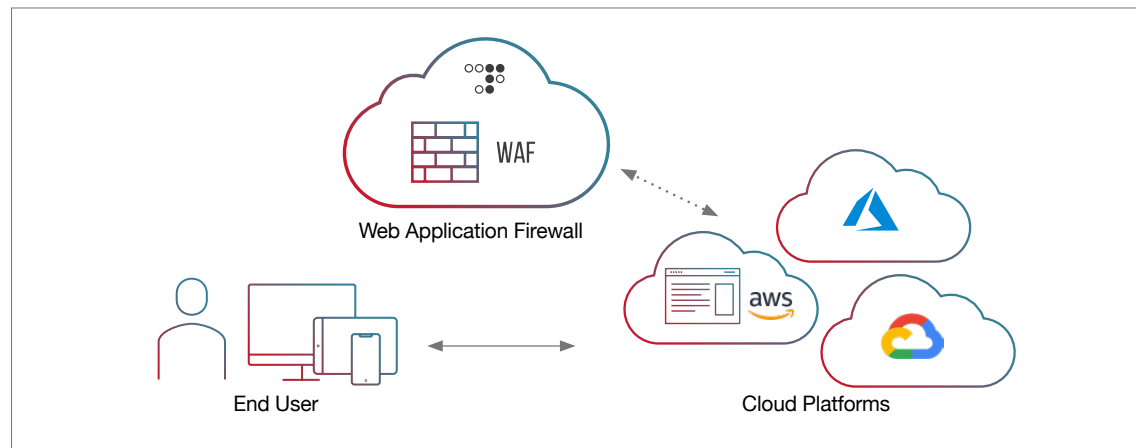 WAF
Web Application Firewall
aws
End User
Cloud Platforms